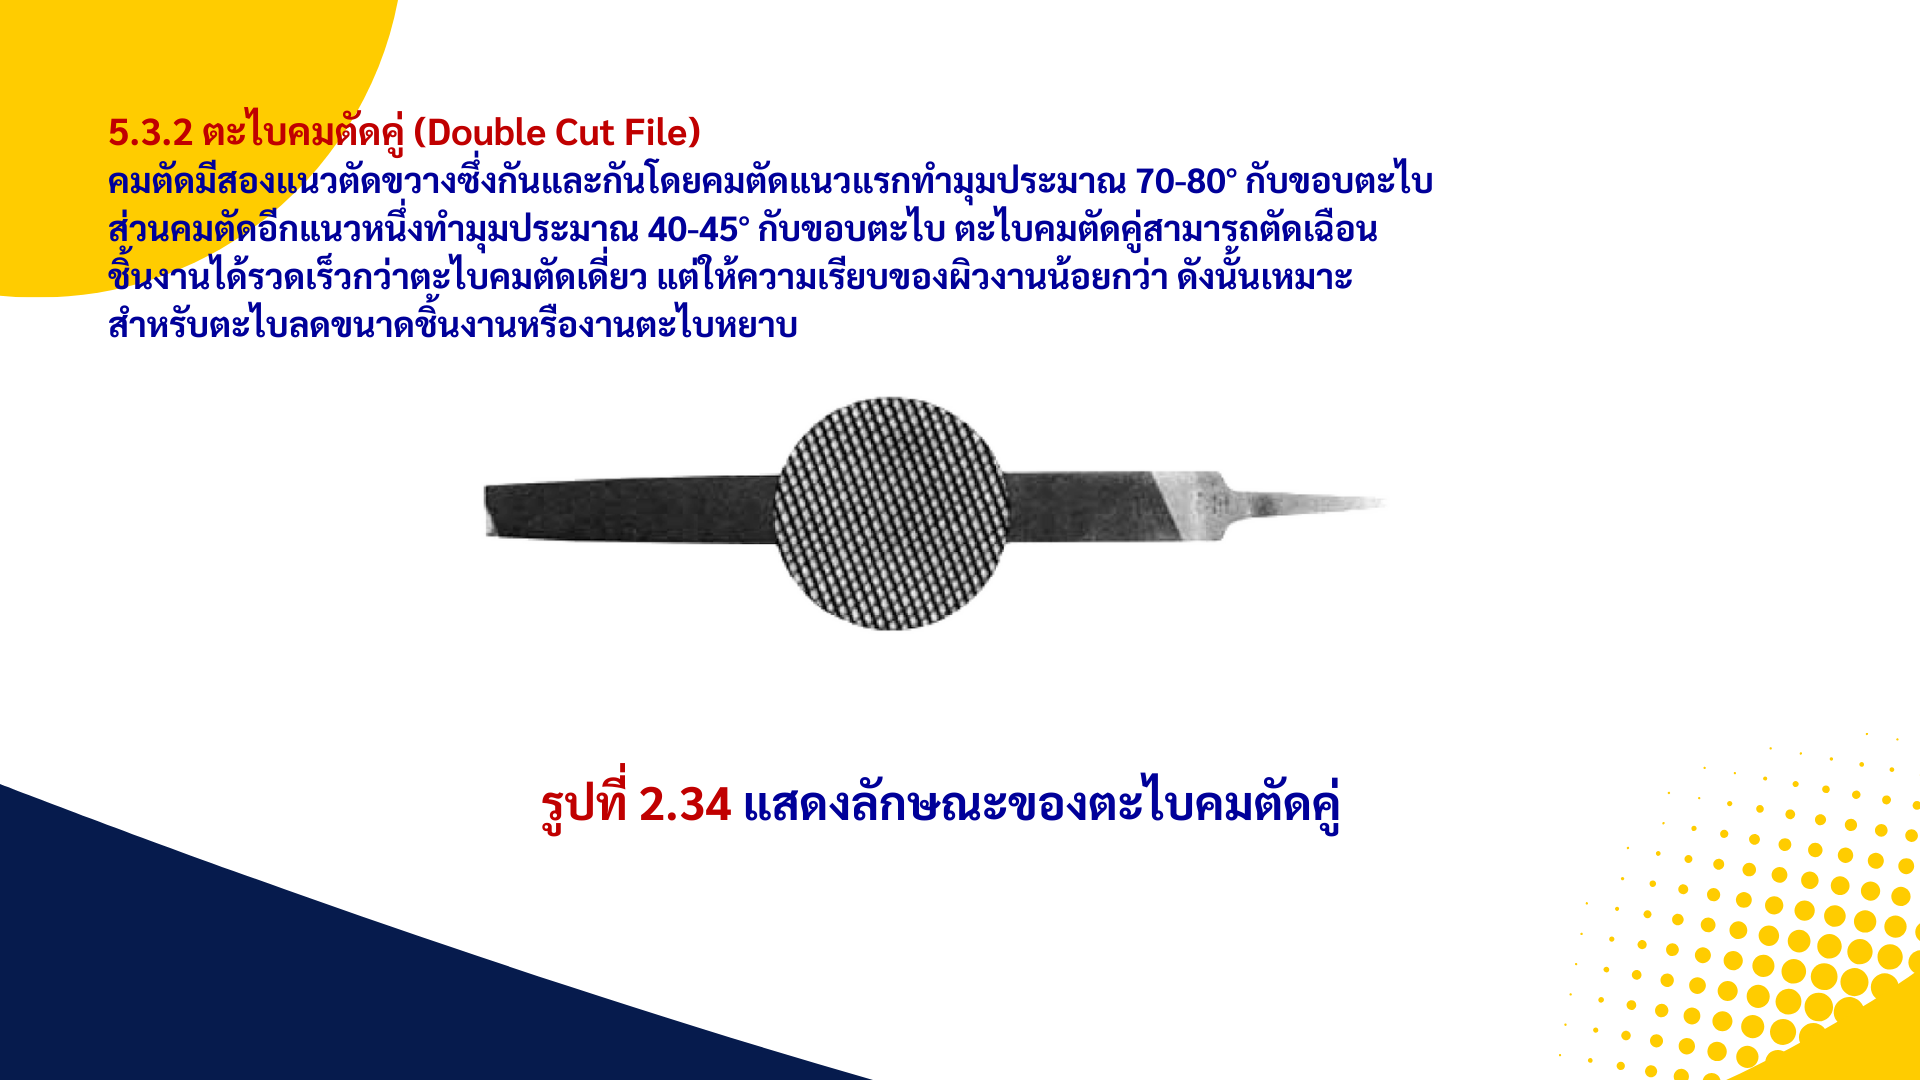 5.3.2 ตะไบคมตัดคู่ (Double Cut File)
คมตัดมีสองแนวตัดขวางซึ่งกันและกันโดยคมตัดแนวแรกทำมุมประมาณ 70-80° กับขอบตะไบ
ส่วนคมตัดอีกแนวหนึ่งทำมุมประมาณ 40-45° กับขอบตะไบ ตะไบคมตัดคู่สามารถตัดเฉือน
ชิ้นงานได้รวดเร็วกว่าตะไบคมตัดเดี่ยว แต่ให้ความเรียบของผิวงานน้อยกว่า ดังนั้นเหมาะ
สำหรับตะไบลดขนาดชิ้นงานหรืองานตะไบหยาบ
รูปที่ 2.34 แสดงลักษณะของตะไบคมตัดคู่